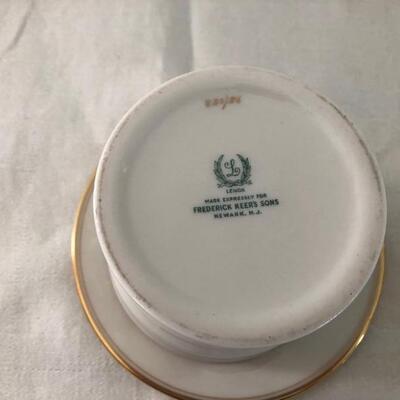 L
LENOX
MADE EXPRESSLY FOR
FREDERICK KEER'S SONS
NEWARK, N.J.